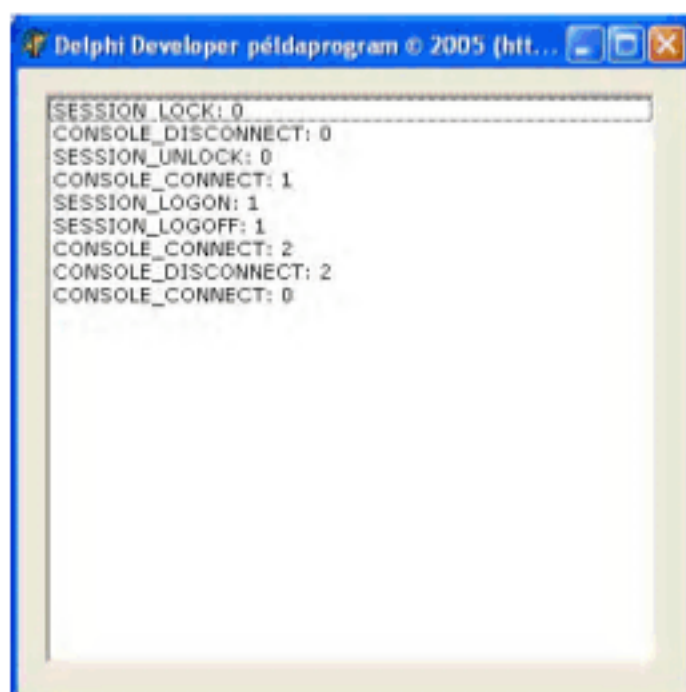 Delphi Developer példaprogram © 2005 (htt...
SESSION_LOCK: 0
CONSOLE_DISCONNECT: 0
SESSION_UNLOCK: 0
CONSOLE_CONNECT: 1
SESSION_LOGON: 1
SESSION_LOGOFF: 1
CONSOLE_CONNECT: 2
CONSOLE_DISCONNECT: 2
CONSOLE_CONNECT: 0